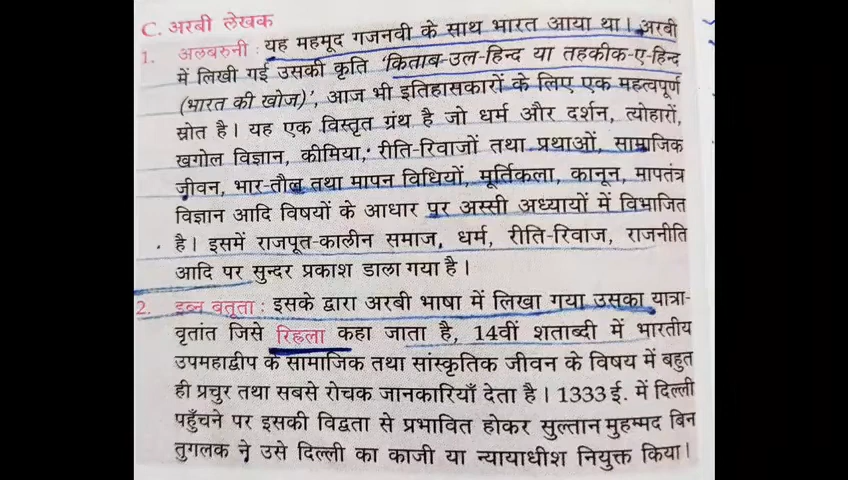 C. अरबी लेखक
1. अलबरुनी : यह महमूद गजनवी के साथ भारत आया था। अरबी
में लिखी गई उसकी कृति 'किताब-उल-हिन्द या तहकीक-ए-हिन्द
(भारत की खोज)', आज भी इतिहासकारों के लिए एक महत्वपूर्ण
स्रोत है। यह एक विस्तृत ग्रंथ है जो धर्म और दर्शन, त्योहारों,
खगोल विज्ञान, कीमिया, रीति-रिवाजों तथा प्रथाओं, सामाजिक
जीवन, भार-तौल तथा मापन विधियों, मूर्तिकला, कानून, मापतंत्र
विज्ञान आदि विषयों के आधार पर अस्सी अध्यायों में विभाजित
है। इसमें राजपूत-कालीन समाज, धर्म, रीति-रिवाज, राजनीति
आदि पर सुन्दर प्रकाश डाला गया है।
2. इब्न बतूता : इसके द्वारा अरबी भाषा में लिखा गया उसका यात्रा-
वृतांत जिसे रिहला कहा जाता है, 14वीं शताब्दी में भारतीय
उपमहाद्वीप के सामाजिक तथा सांस्कृतिक जीवन के विषय में बहुत
ही प्रचुर तथा सबसे रोचक जानकारियाँ देता है। 1333 ई. में दिल्ली
पहुँचने पर इसकी विद्वता से प्रभावित होकर सुल्तान मुहम्मद बिन
तुगलक ने उसे दिल्ली का काजी या न्यायाधीश नियुक्त किया।